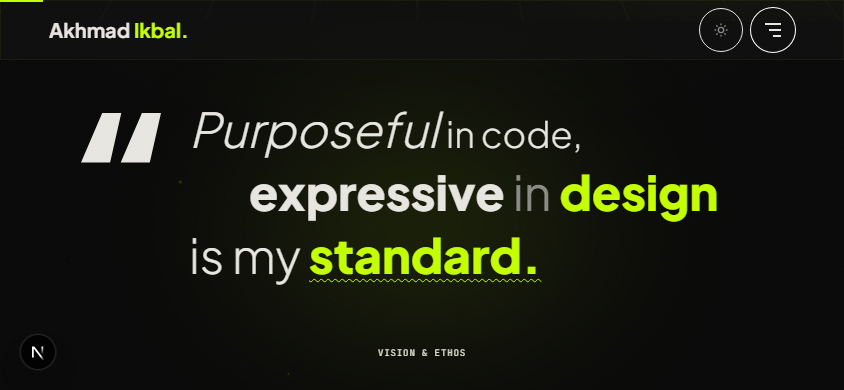 Akhmad Ikbal.
Purposeful in code,
expressive in design
is my standard.
VISION & ETHOS
N